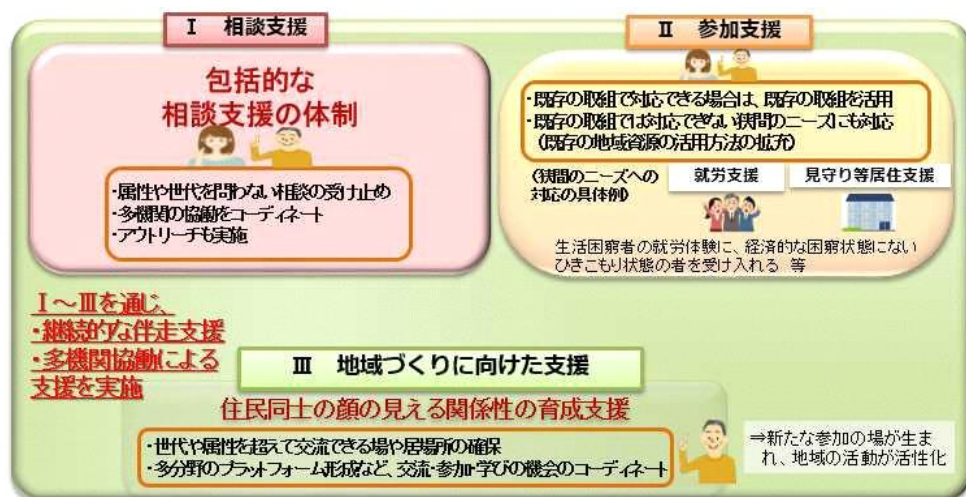 Ⅰ 相談支援
包括的な
相談支援の体制
・属性や世代を問わない相談の受け止め
・多機関の協働をコーディネート
・アウトリーチも実施
Ⅱ 参加支援
・既存の取組で対応できる場合は、既存の取組を活用
・既存の取組では対応できない狭間のニーズにも対応
（既存の地域資源の活用方法の拡充）
（狭間のニーズへの
対応の具体例）
就労支援
見守り等居住支援
生活困窮者の就労体験に、経済的な困窮状態にない
ひきこもり状態の者を受け入れる 等
Ⅰ～Ⅲを通じ、
・継続的な伴走支援
・多機関協働による
支援を実施
Ⅲ 地域づくりに向けた支援
住民同士の顔の見える関係性の育成支援
・世代や属性を超えて交流できる場や居場所の確保
・多分野のプラットフォーム形成など、交流・参加・学びの機会のコーディネート
⇒新たな参加の場が生ま
れ、地域の活動が活性化